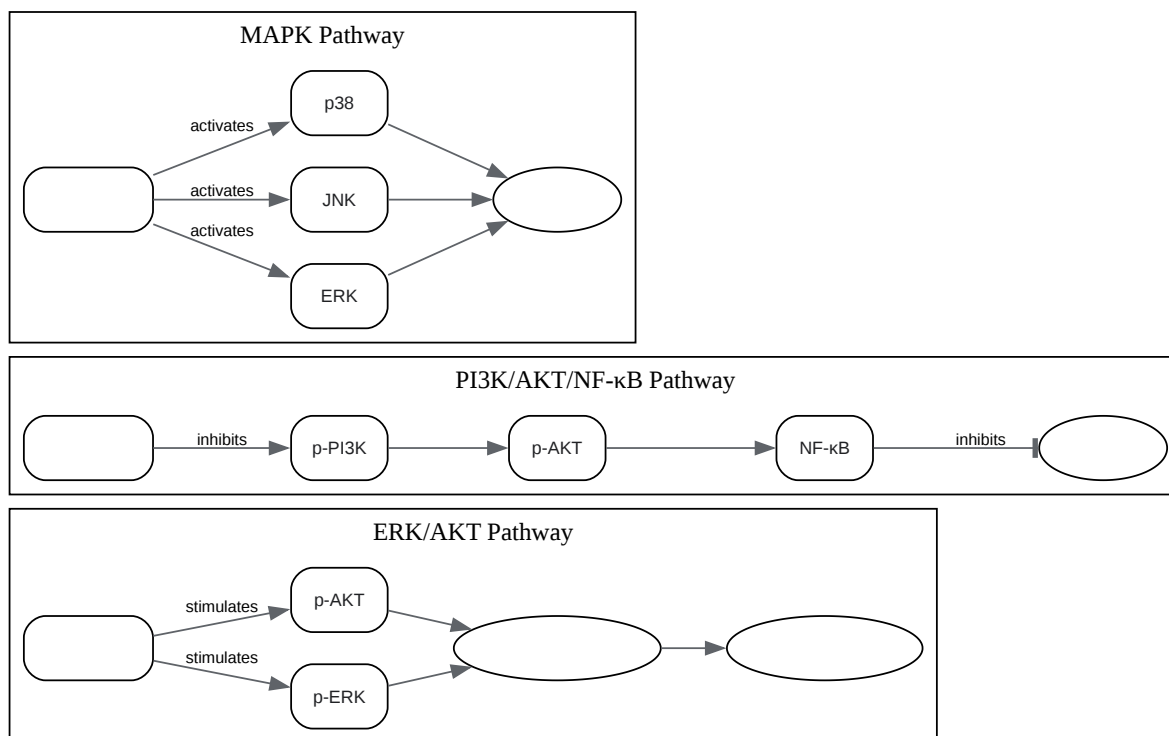 MAPK Pathway
p38
activates
activates
JNK
activates
ERK
PI3K/AKT/NF-κB Pathway
inhibits
p-PI3K
p-AKT
NF-κB
inhibits
ERK/AKT Pathway
stimulates
p-AKT
stimulates
p-ERK